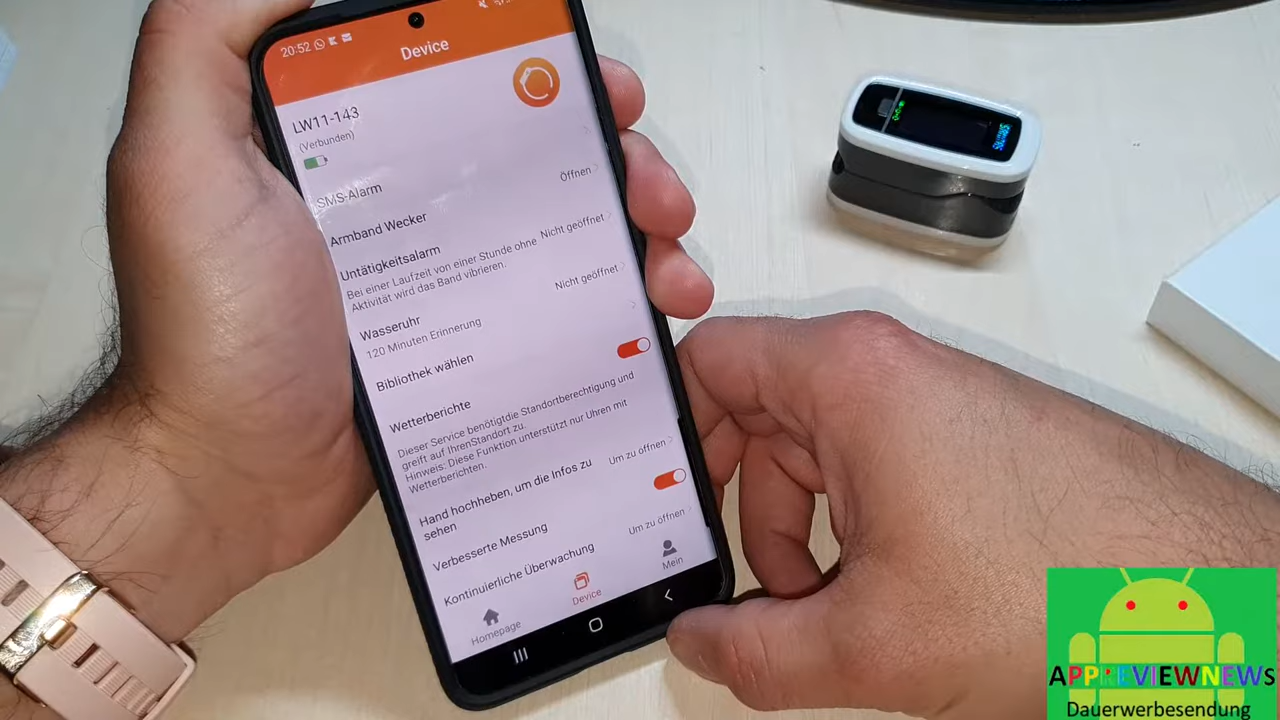 20:52
Device
LW11-143
(Verbunden)
SMS-Alarm
Öffnen
Armband Wecker
Untätigkeitsalarm
Nicht geöffnet
Bei einer Laufzeit von einer Stunde ohne
Aktivität wird das Band vibrieren.
Wasseruhr
Nicht geöffnet
120 Minuten Erinnerung
Bibliothek wählen
Wetterberichte
Dieser Service benötigtdie Standortberechtigung und
greift auf IhrenStandort zu.
Hinweis: Diese Funktion unterstützt nur Uhren mit
Wetterberichten.
Hand hochheben, um die Infos zu
sehen
Um zu öffnen
Verbesserte Messung
Kontinuierliche Überwachung
Um zu öffnen
Homepage
Device
Mein
APPREVIEWNEWs
Dauerwerbesendung